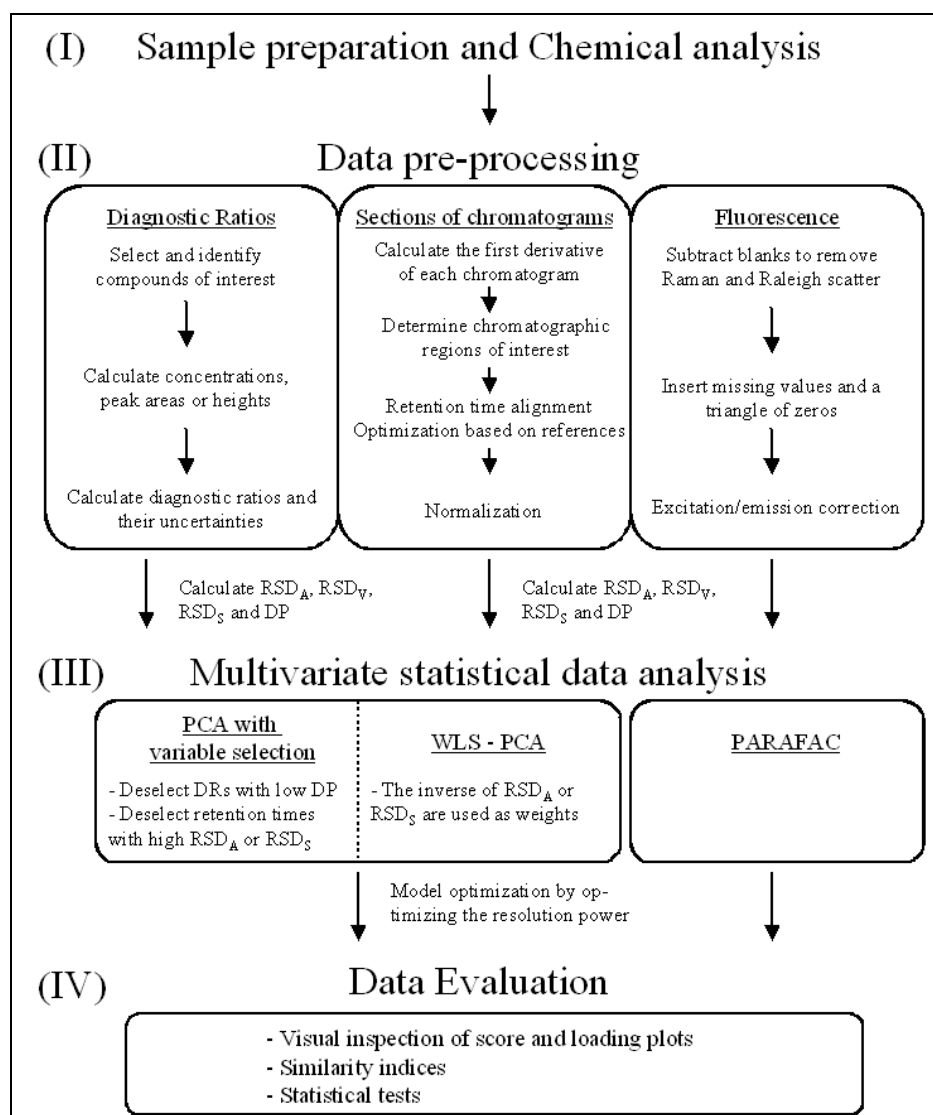 (I) Sample preparation and Chemical analysis
(II) Data pre-processing
Diagnostic Ratios
Select and identify
compounds of interest
Calculate concentrations,
peak areas or heights
Calculate diagnostic ratios and
their uncertainties
Sections of chromatograms
Calculate the first derivative
of each chromatogram
Determine chromatographic
regions of interest
Retention time alignment
Optimization based on references
Normalization
Fluorescence
Subtract blanks to remove
Raman and Raleigh scatter
Insert missing values and a
triangle of zeros
Excitation/emission correction
Calculate RSDA, RSDV,
RSDS and DP
Calculate RSDA, RSDV,
RSDS and DP
(III) Multivariate statistical data analysis
PCA with
variable selection
- Deselect DRs with low DP
- Deselect retention times
with high RSDA or RSDS
WLS - PCA
- The inverse of RSDA or
RSDS are used as weights
PARAFAC
Model optimization by op-
timizing the resolution power
(IV) Data Evaluation
- Visual inspection of score and loading plots
- Similarity indices
- Statistical tests